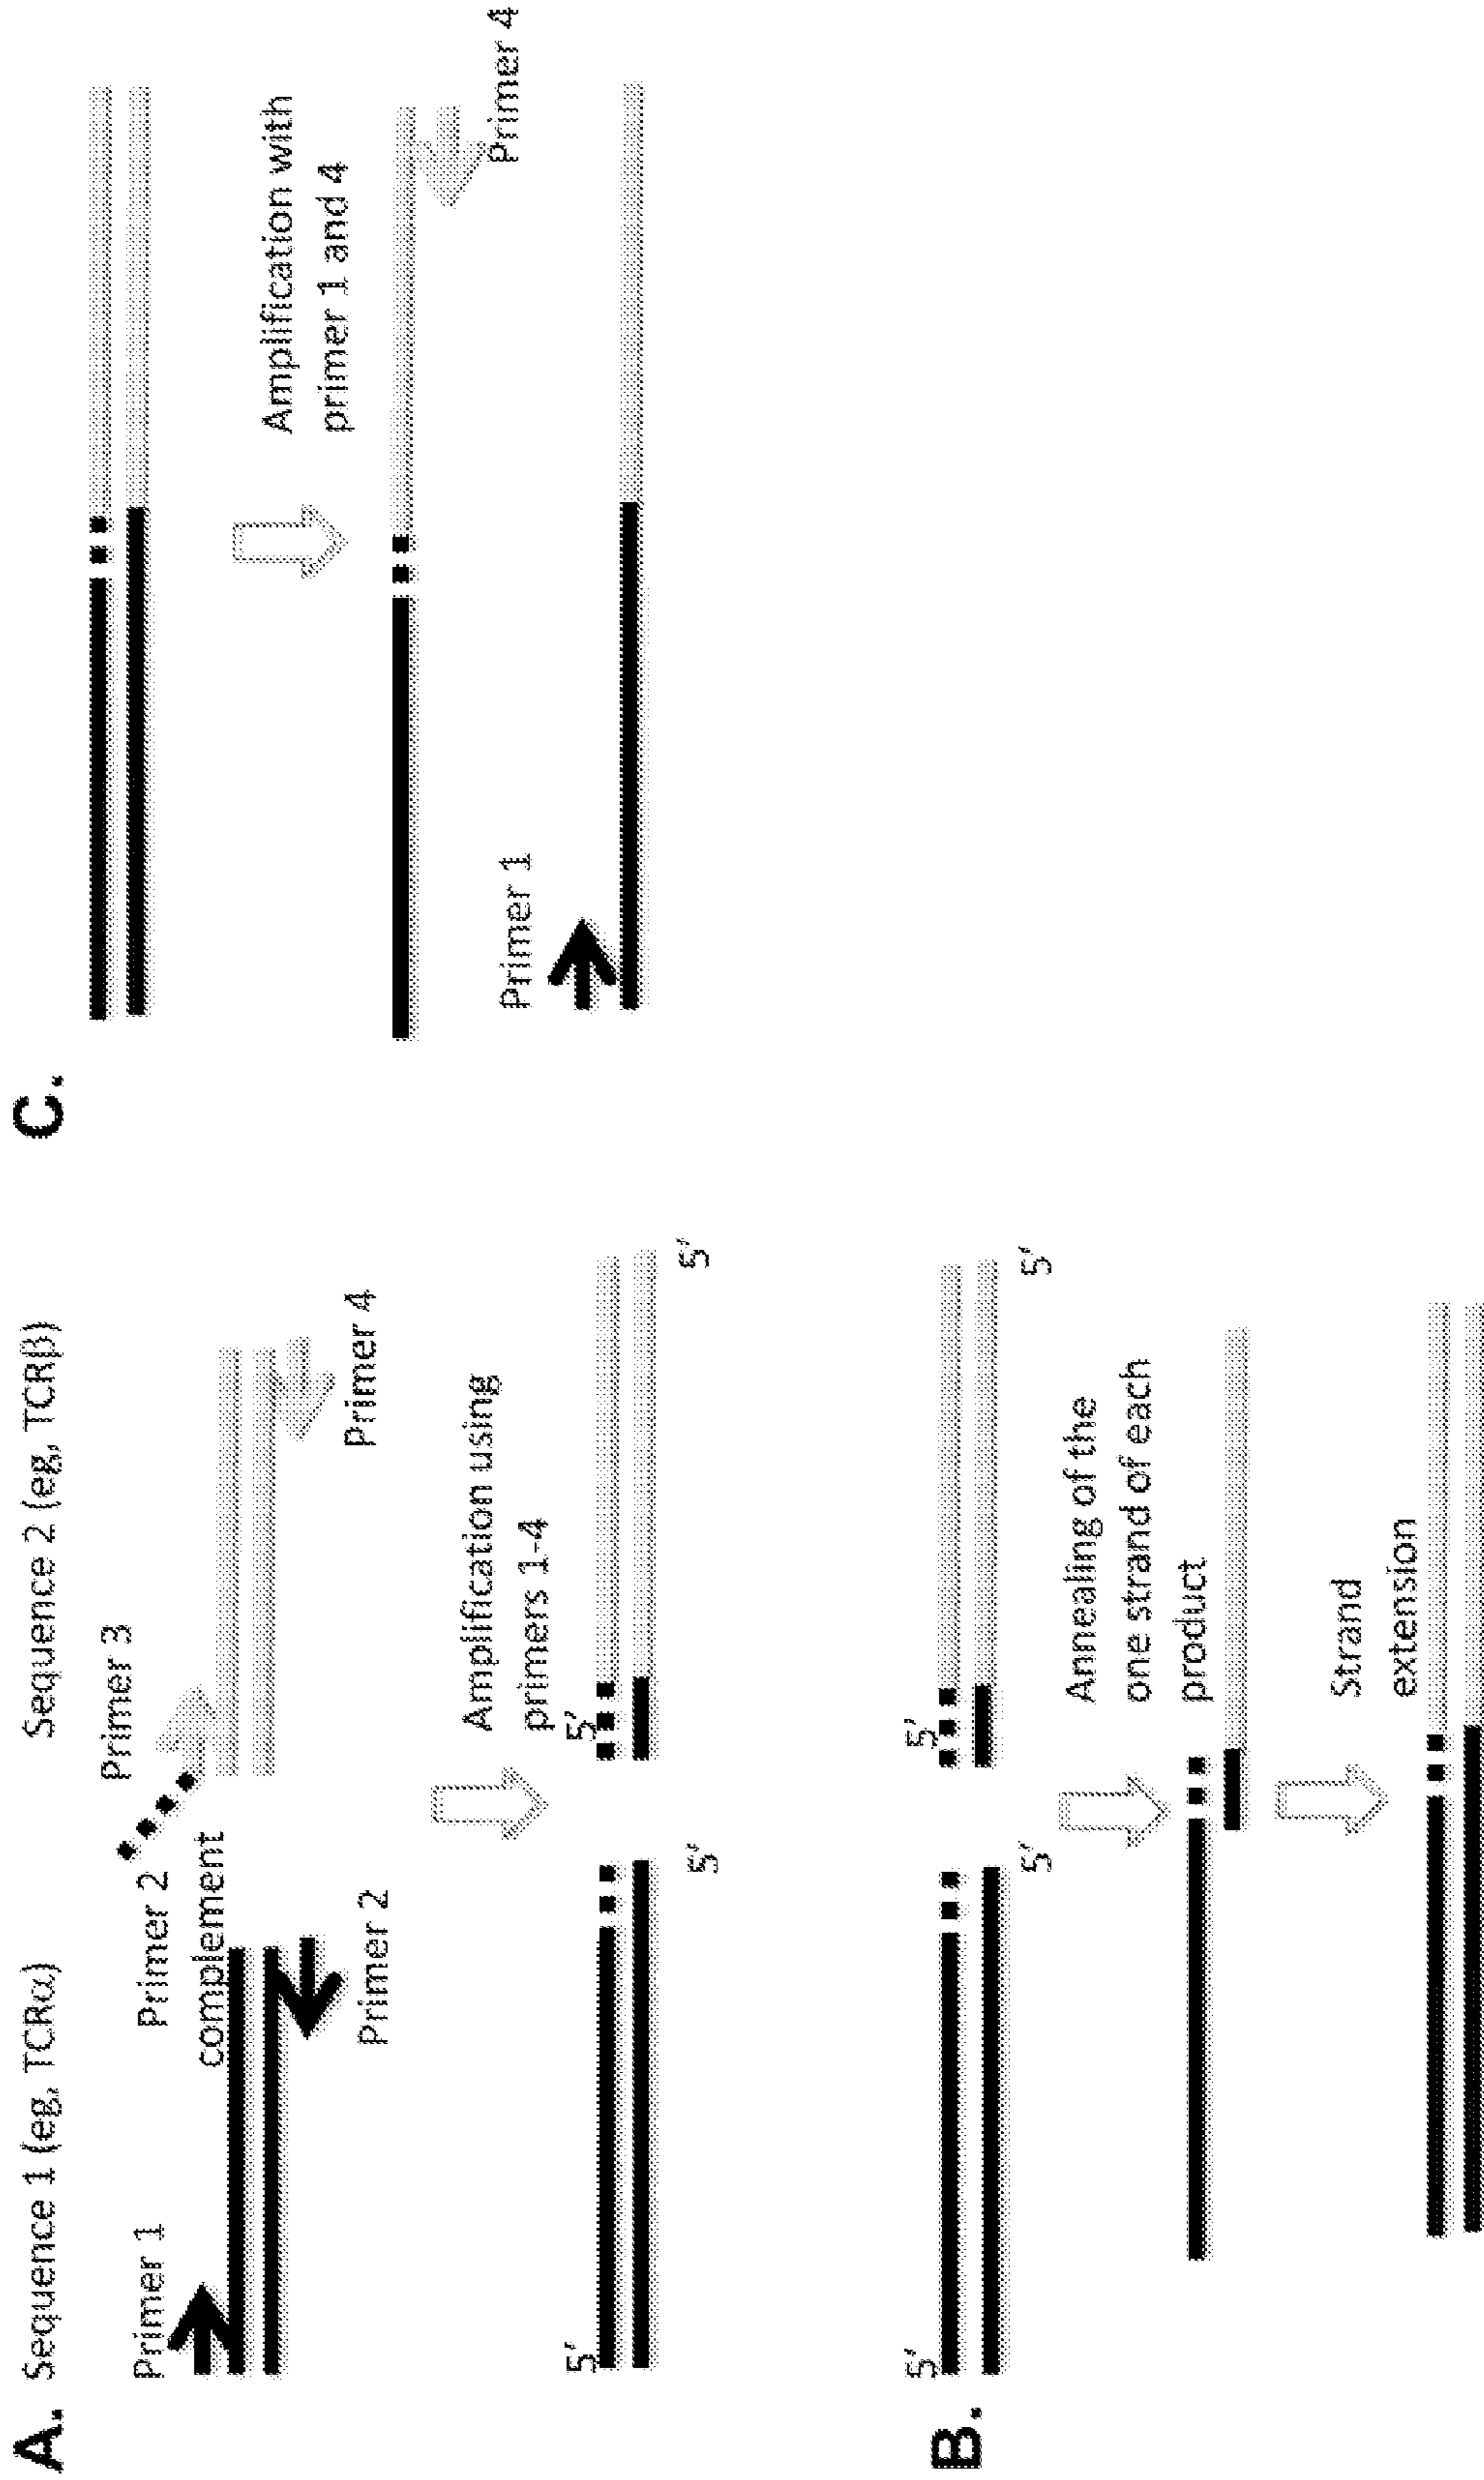 A. Sequence 1 (eg, TCRα)
Sequence 2 (eg, TCRβ)
Primer 1
Primer 2
complement
Primer 3
Primer 2
Primer 4
Amplification using
primers 1-4
5'
5'
5'
5'
B.
5'
5'
5'
5'
Annealing of the
one strand of each
product
Strand
extension
C.
Amplification with
primer 1 and 4
Primer 4
Primer 1